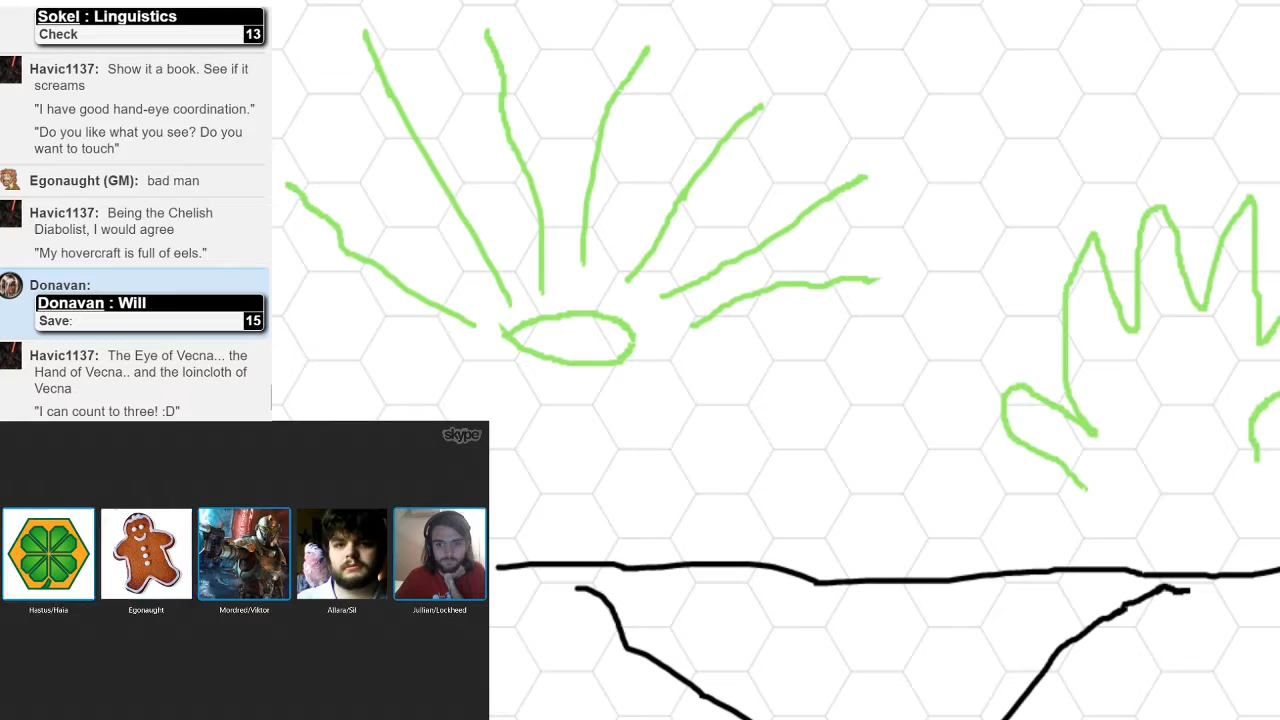 Sokel : Linguistics
Check 13
Havic1137: Show it a book. See if it
screams
"I have good hand-eye coordination."
"Do you like what you see? Do you
want to touch"
Egonaught (GM): bad man
Havic1137: Being the Chelish
Diabolist, I would agree
"My hovercraft is full of eels."
Donavan:
Donavan : Will
Save: 15
Havic1137: The Eye of Vecna... the
Hand of Vecna.. and the loincloth of
Vecna
"I can count to three! :D"
skype
Hastus/Haia Egonaught Mordred/Viktor Allara/Sil Jullian/Lockheed